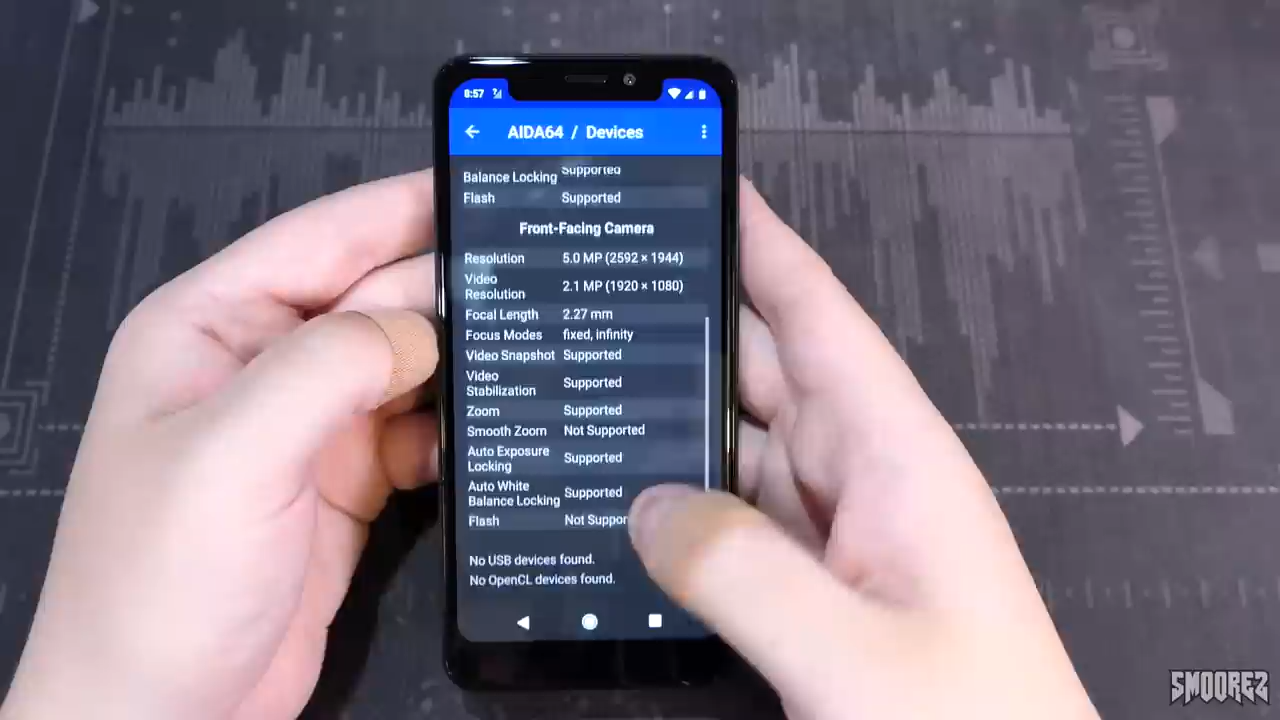 8:57
AIDA64 / Devices
Balance Locking Supported
Flash Supported
Front-Facing Camera
Resolution 5.0 MP (2592 × 1944)
Video
Resolution 2.1 MP (1920 × 1080)
Focal Length 2.27 mm
Focus Modes fixed, infinity
Video Snapshot Supported
Video
Stabilization Supported
Zoom Supported
Smooth Zoom Not Supported
Auto Exposure
Locking Supported
Auto White
Balance Locking Supported
Flash Not Suppor
No USB devices found.
No OpenCL devices found.
SMOOREZ